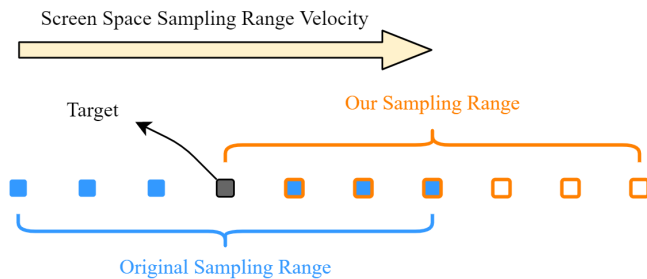 Screen Space Sampling Range Velocity
Target
Our Sampling Range
Original Sampling Range